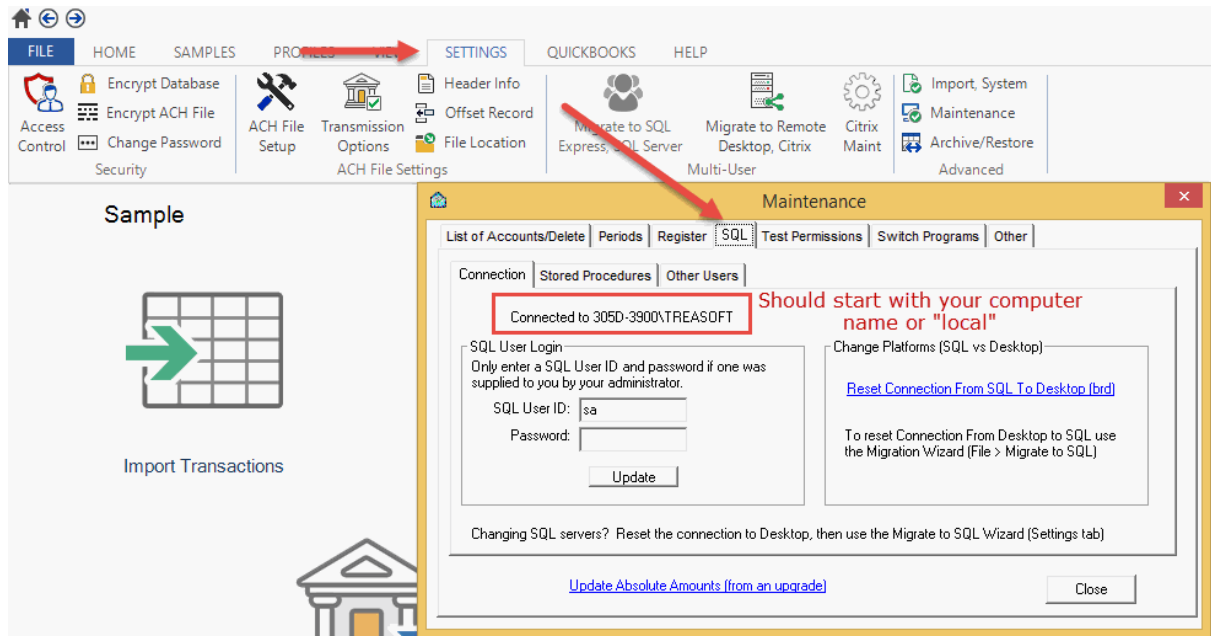 FILE HOME SAMPLES PROFILES VIEW SETTINGS QUICKBOOKS HELP
Access Control
Encrypt Database
Encrypt ACH File
Change Password
Security
ACH File Setup
Transmission Options
Header Info
Offset Record
File Location
ACH File Settings
Migrate to SQL Express, SQL Server
Migrate to Remote Desktop, Citrix
Citrix Maint
Multi-User
Import, System
Maintenance
Archive/Restore
Advanced
Sample
Import Transactions
Maintenance
List of Accounts/Delete Periods Register SQL Test Permissions Switch Programs Other
Connection Stored Procedures Other Users
Connected to 305D-3900\TREASOFT
Should start with your computer
name or "local"
SQL User Login
Only enter a SQL User ID and password if one was
supplied to you by your administrator.
SQL User ID: sa
Password:
Update
Change Platforms (SQL vs Desktop)
Reset Connection From SQL To Desktop (brd)
To reset Connection From Desktop to SQL use
the Migration Wizard (File > Migrate to SQL)
Changing SQL servers? Reset the connection to Desktop, then use the Migrate to SQL Wizard (Settings tab)
Update Absolute Amounts (from an upgrade)
Close